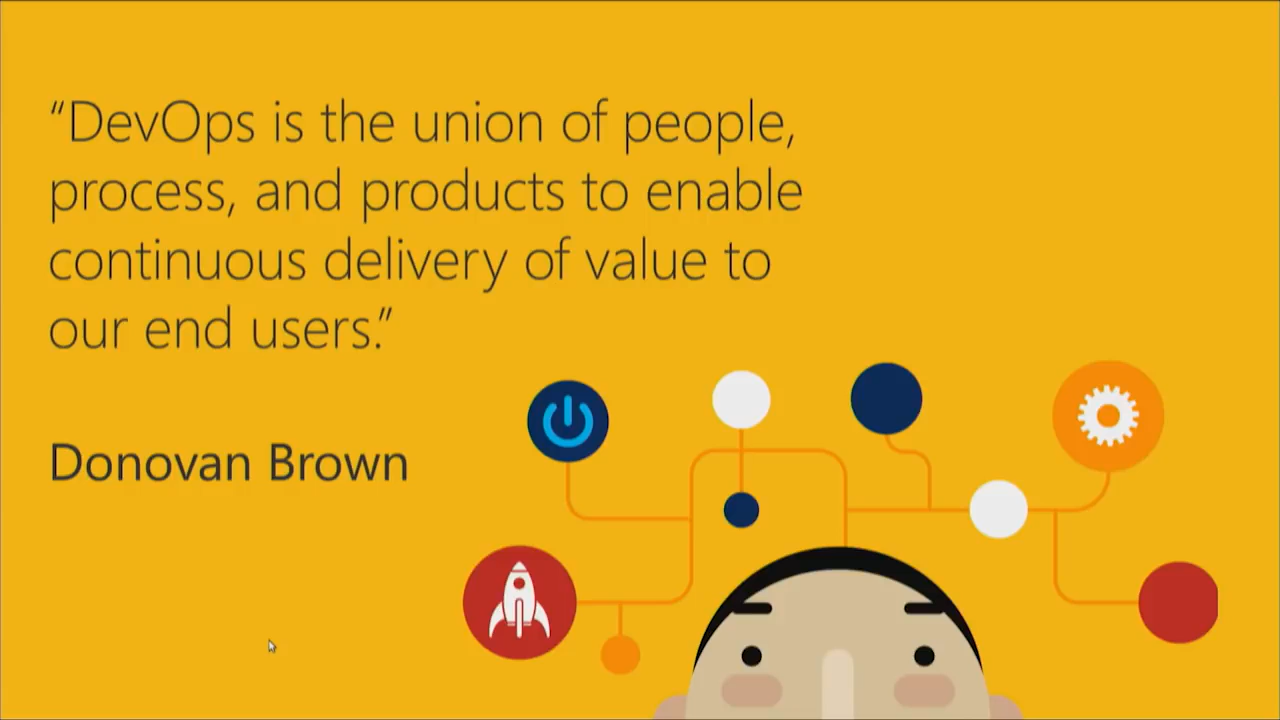 “DevOps is the union of people,
process, and products to enable
continuous delivery of value to
our end users.”
Donovan Brown